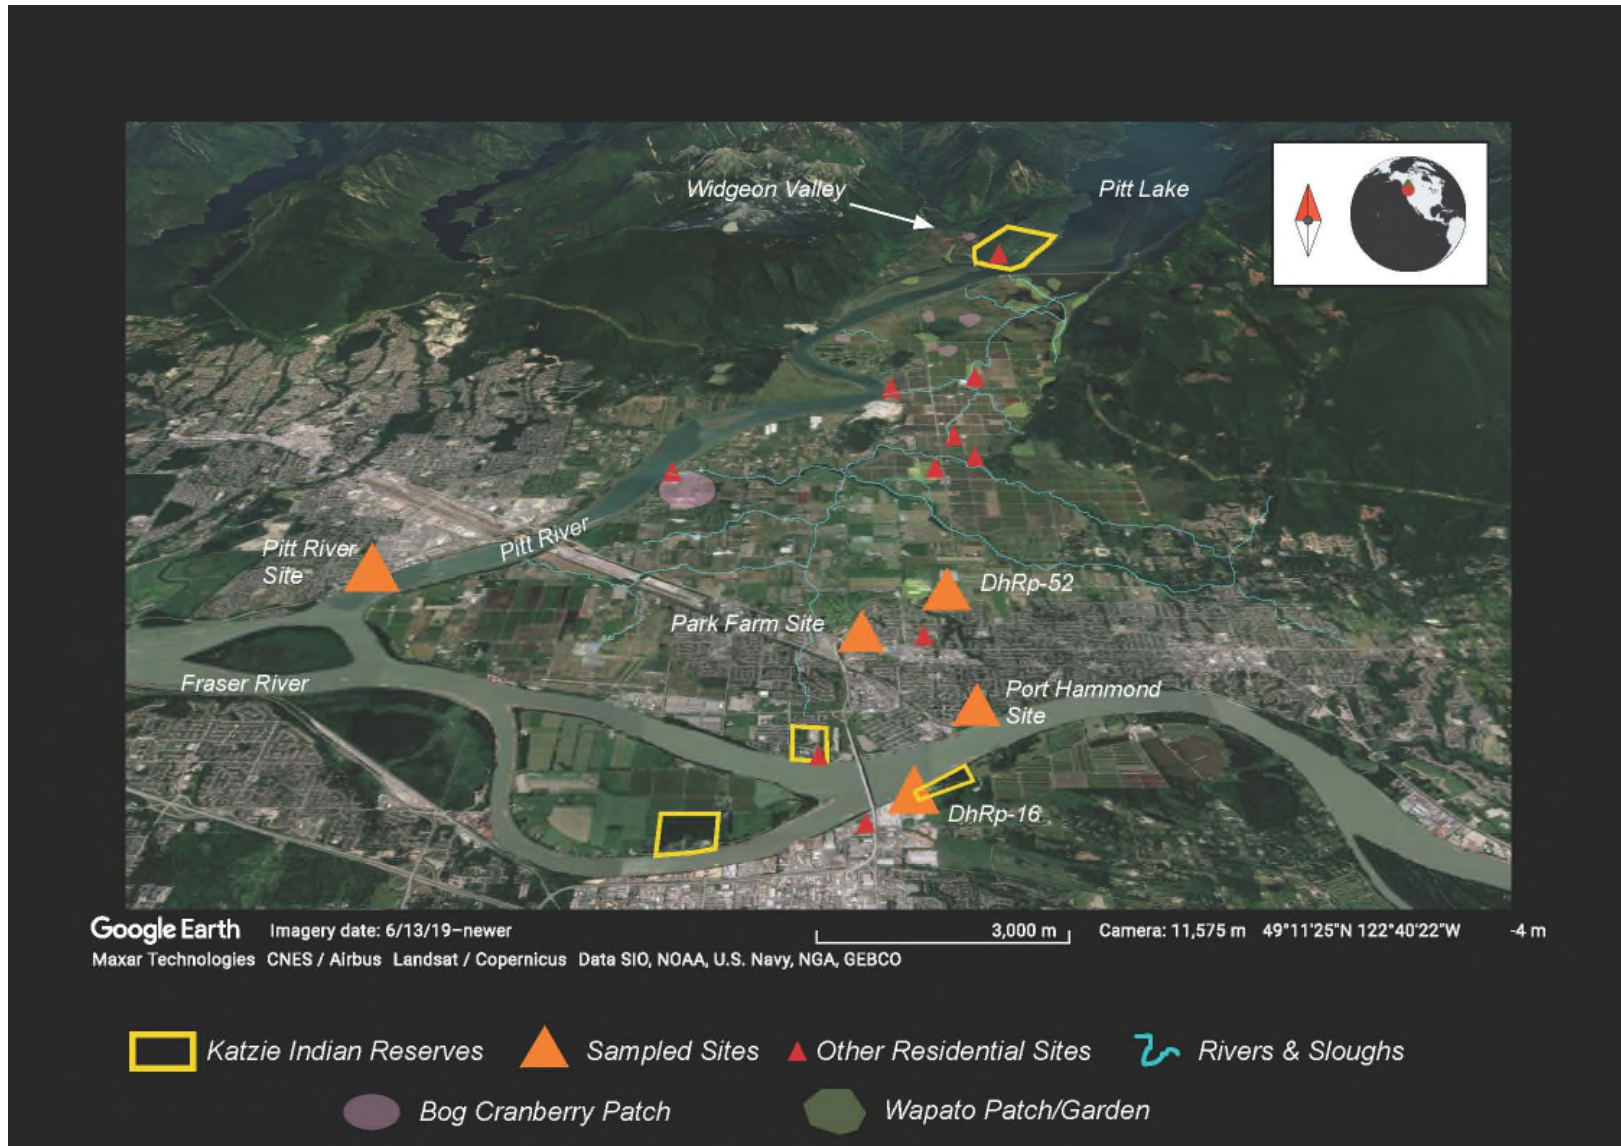 Widgeon Valley
Pitt Lake
Pitt River
Pitt River
Site
DhRp-52
Park Farm Site
Fraser River
Port Hammond
Site
DhRp-16
Google Earth Imagery date: 6/13/19–newer 3,000 m Camera: 11,575 m 49°11'25"N 122°40'22"W -4 m
Maxar Technologies CNES / Airbus Landsat / Copernicus Data SIO, NOAA, U.S. Navy, NGA, GEBCO
Katzie Indian Reserves Sampled Sites Other Residential Sites Rivers & Sloughs
Bog Cranberry Patch Wapato Patch/Garden